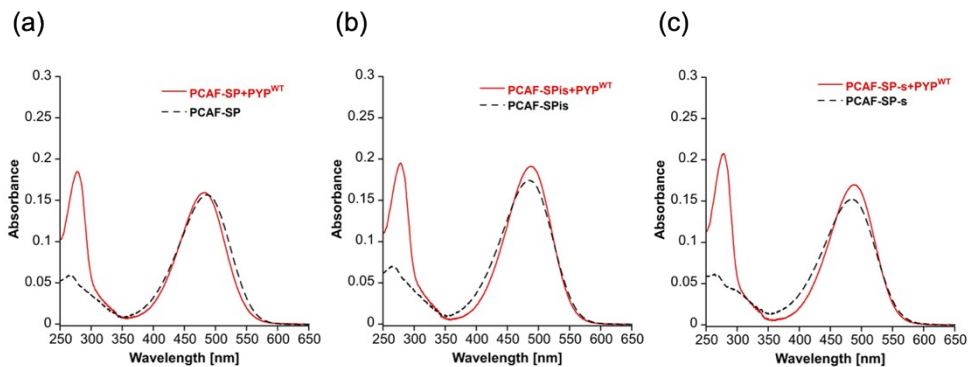 (a)
(b)
(c)
0.3
0.25
0.2
0.15
0.1
0.05
0
Absorbance
PCAF-SP+PYPWT
PCAF-SP
250 300 350 400 450 500 550 600 650
Wavelength [nm]
0.3
0.25
0.2
0.15
0.1
0.05
0
Absorbance
PCAF-SPis+PYPWT
PCAF-SPis
250 300 350 400 450 500 550 600 650
Wavelength [nm]
0.3
0.25
0.2
0.15
0.1
0.05
0
Absorbance
PCAF-SP-s+PYPWT
PCAF-SP-s
250 300 350 400 450 500 550 600 650
Wavelength [nm]